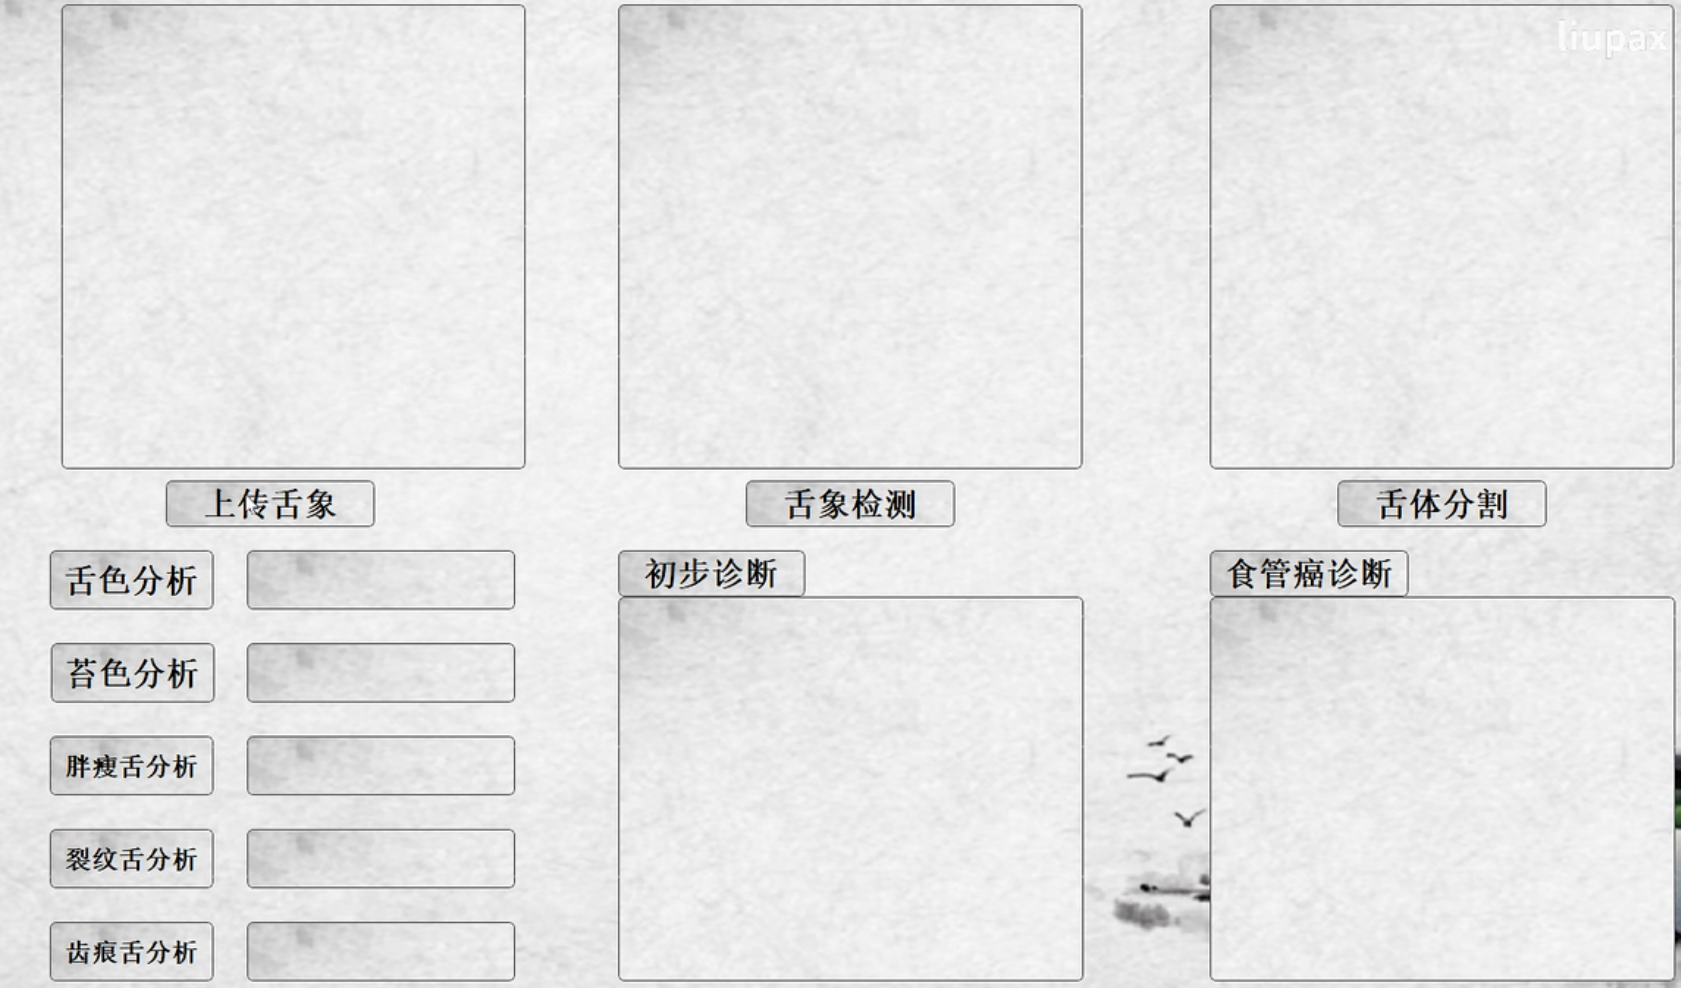 liupax
上传舌象
舌象检测
舌体分割
舌色分析
初步诊断
食管癌诊断
苔色分析
胖瘦舌分析
裂纹舌分析
齿痕舌分析